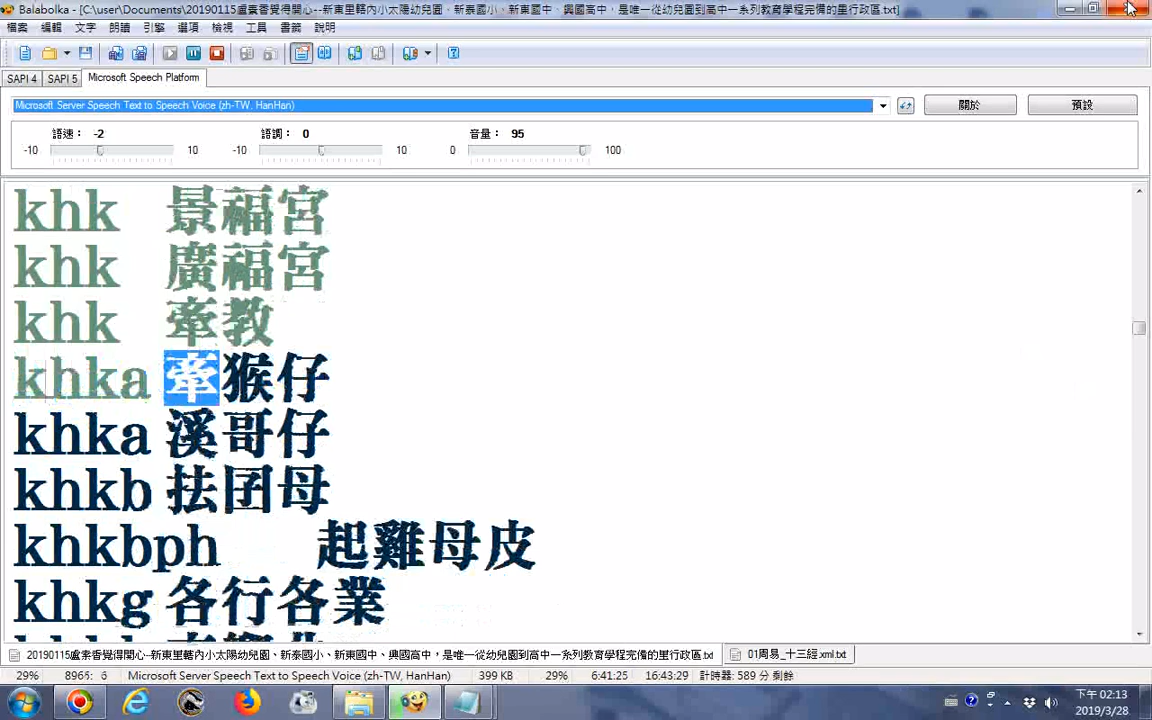 Balabolka - [C:\user\Documents\20190115盧素香覺得開心--新東里轄內小太陽幼兒園、新泰國小、新東國中、興國高中，是唯一從幼兒園到高中一系列教育學程完備的里行政區.txt]
檔案 編輯 文字 朗讀 引擎 選項 檢視 工具 書籤 說明
SAPI 4 SAPI 5 Microsoft Speech Platform
Microsoft Server Speech Text to Speech Voice (zh-TW, HanHan) 關於 預設
語速： -2 語調： 0 音量： 95
-10 10 -10 10 0 100
khk 景福宮
khk 廣福宮
khk 牽教
khka 牽猴仔
khka 溪哥仔
khkb 抾囝母
khkbph 起雞母皮
khkg 各行各業
20190115盧素香覺得開心--新東里轄內小太陽幼兒園、新泰國小、新東國中、興國高中，是唯一從幼兒園到高中一系列教育學程完備的里行政區.txt 01周易_十三經.xml.txt
29% 8965: 6 Microsoft Server Speech Text to Speech Voice (zh-TW, HanHan) 399 KB 29% 6:41:25 16:43:29 計時器: 589 分 剩餘
下午 02:13
2019/3/28